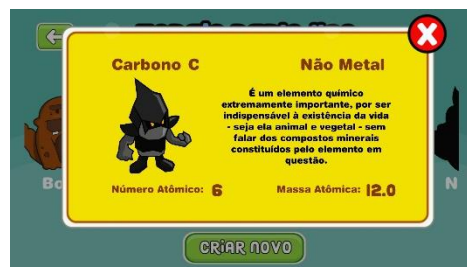 Carbono C
Não Metal
É um elemento químico
extremamente importante, por ser
indispensável à existência da vida
- seja ela animal e vegetal - sem
falar dos compostos minerais
constituídos pelo elemento em
questão.
Número Atômico: 6
Massa Atômica: 12.0
Bo
N
CRIAR NOVO